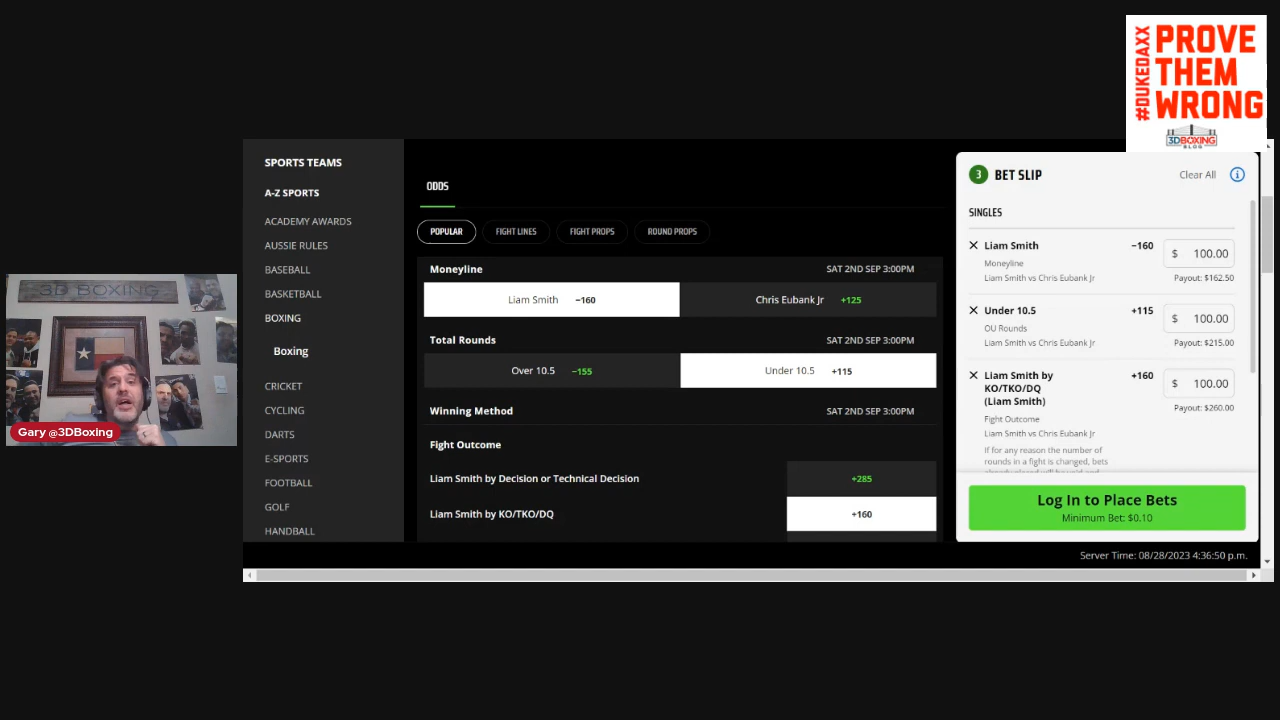 #DUKEDAXX
PROVE
THEM
WRONG
3DBOXING
BLOG
SPORTS TEAMS
A-Z SPORTS
ACADEMY AWARDS
AUSSIE RULES
BASEBALL
BASKETBALL
BOXING
Boxing
CRICKET
CYCLING
DARTS
E-SPORTS
FOOTBALL
GOLF
HANDBALL
ODDS
POPULAR FIGHT LINES FIGHT PROPS ROUND PROPS
Moneyline SAT 2ND SEP 3:00PM
Liam Smith −160 Chris Eubank Jr +125
Total Rounds SAT 2ND SEP 3:00PM
Over 10.5 −155 Under 10.5 +115
Winning Method SAT 2ND SEP 3:00PM
Fight Outcome
Liam Smith by Decision or Technical Decision +285
Liam Smith by KO/TKO/DQ +160
3 BET SLIP Clear All i
SINGLES
Liam Smith −160 $ 100.00
Moneyline
Liam Smith vs Chris Eubank Jr Payout: $162.50
Under 10.5 +115 $ 100.00
OU Rounds
Liam Smith vs Chris Eubank Jr Payout: $215.00
Liam Smith by +160 $ 100.00
KO/TKO/DQ
(Liam Smith) Payout: $260.00
Fight Outcome
Liam Smith vs Chris Eubank Jr
If for any reason the number of
rounds in a fight is changed, bets
Log In to Place Bets
Minimum Bet: $0.10
Server Time: 08/28/2023 4:36:50 p.m.
3D BOXING
Gary @3DBoxing